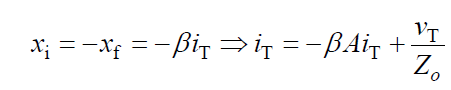 x_i = −x_f = −βi_T ⇒ i_T = −βAi_T + v_T/Z_o